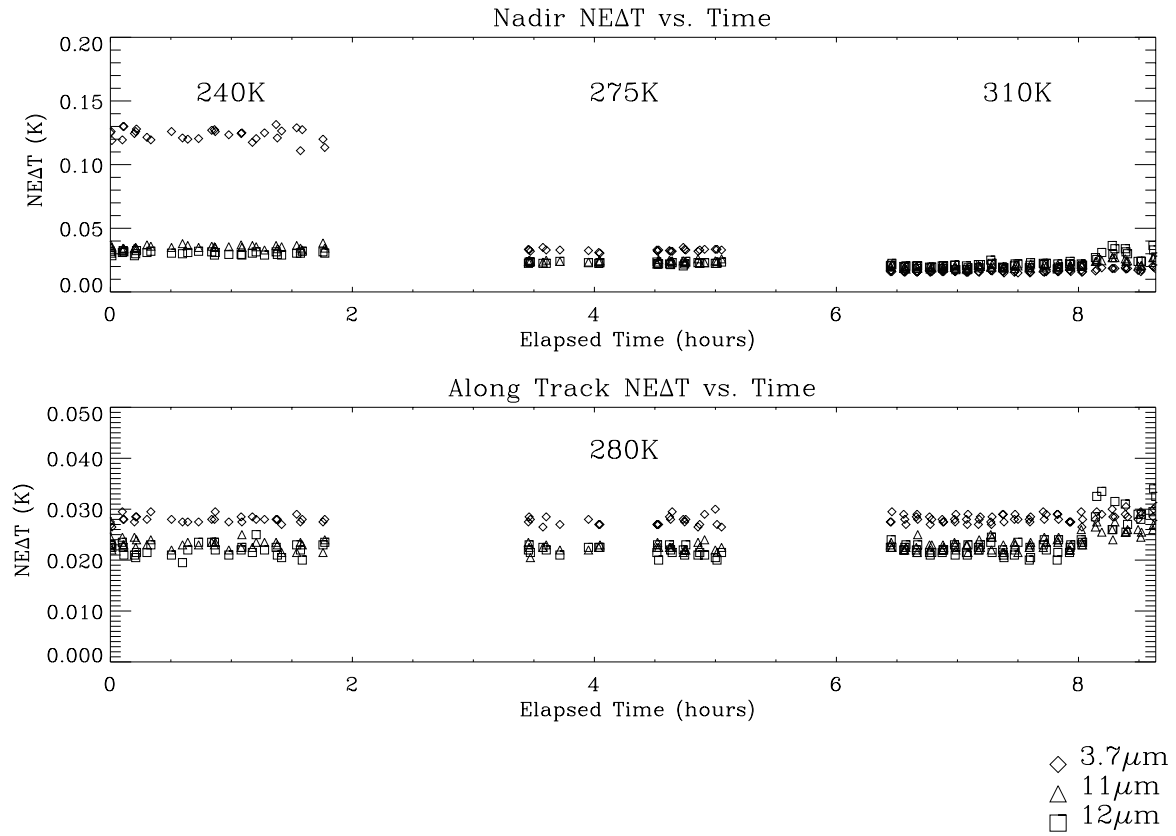 Nadir NEΔT vs. Time
NEΔT (K)
0.20
0.15
0.10
0.05
0.00
240K 275K 310K
0 2 4 6 8
Elapsed Time (hours)
Along Track NEΔT vs. Time
NEΔT (K)
0.050
0.040
0.030
0.020
0.010
0.000
280K
0 2 4 6 8
Elapsed Time (hours)
3.7μm
11μm
12μm